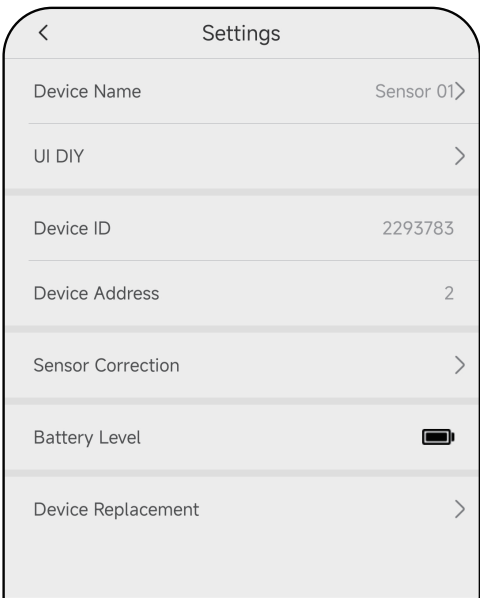 Settings
Device Name Sensor 01
UI DIY
Device ID 2293783
Device Address 2
Sensor Correction
Battery Level
Device Replacement